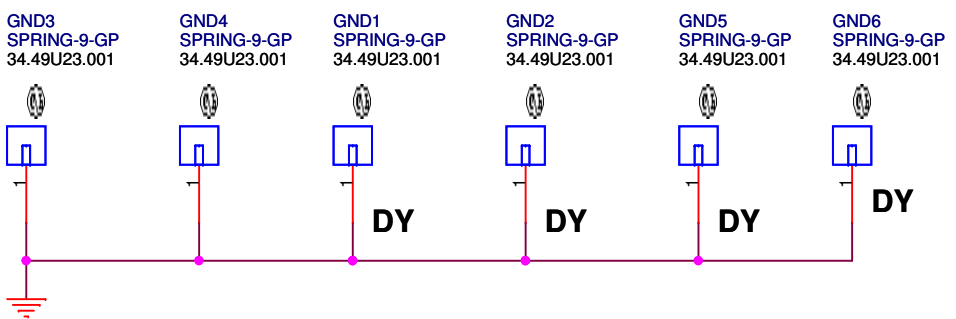 GND3
SPRING-9-GP
34.49U23.001
GND4
SPRING-9-GP
34.49U23.001
GND1
SPRING-9-GP
34.49U23.001
GND2
SPRING-9-GP
34.49U23.001
GND5
SPRING-9-GP
34.49U23.001
GND6
SPRING-9-GP
34.49U23.001
1
1
1
1
1
1
DY
DY
DY
DY